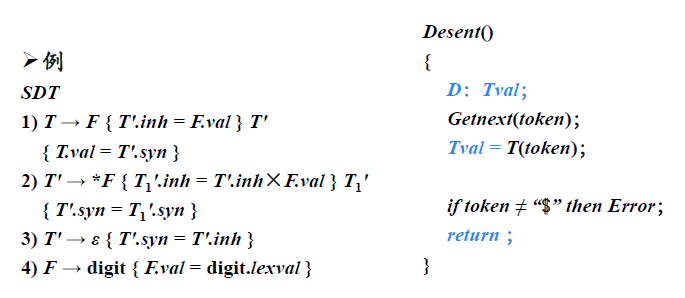 ➢例
SDT
1) T → F { T'.inh = F.val } T'
{ T.val = T'.syn }
2) T' → *F { T₁'.inh = T'.inh×F.val } T₁'
{ T'.syn = T₁'.syn }
3) T' → ε { T'.syn = T'.inh }
4) F → digit { F.val = digit.lexval }
Desent()
{
D： Tval；
Getnext(token)；
Tval = T(token)；
if token ≠ “$” then Error；
return ；
}